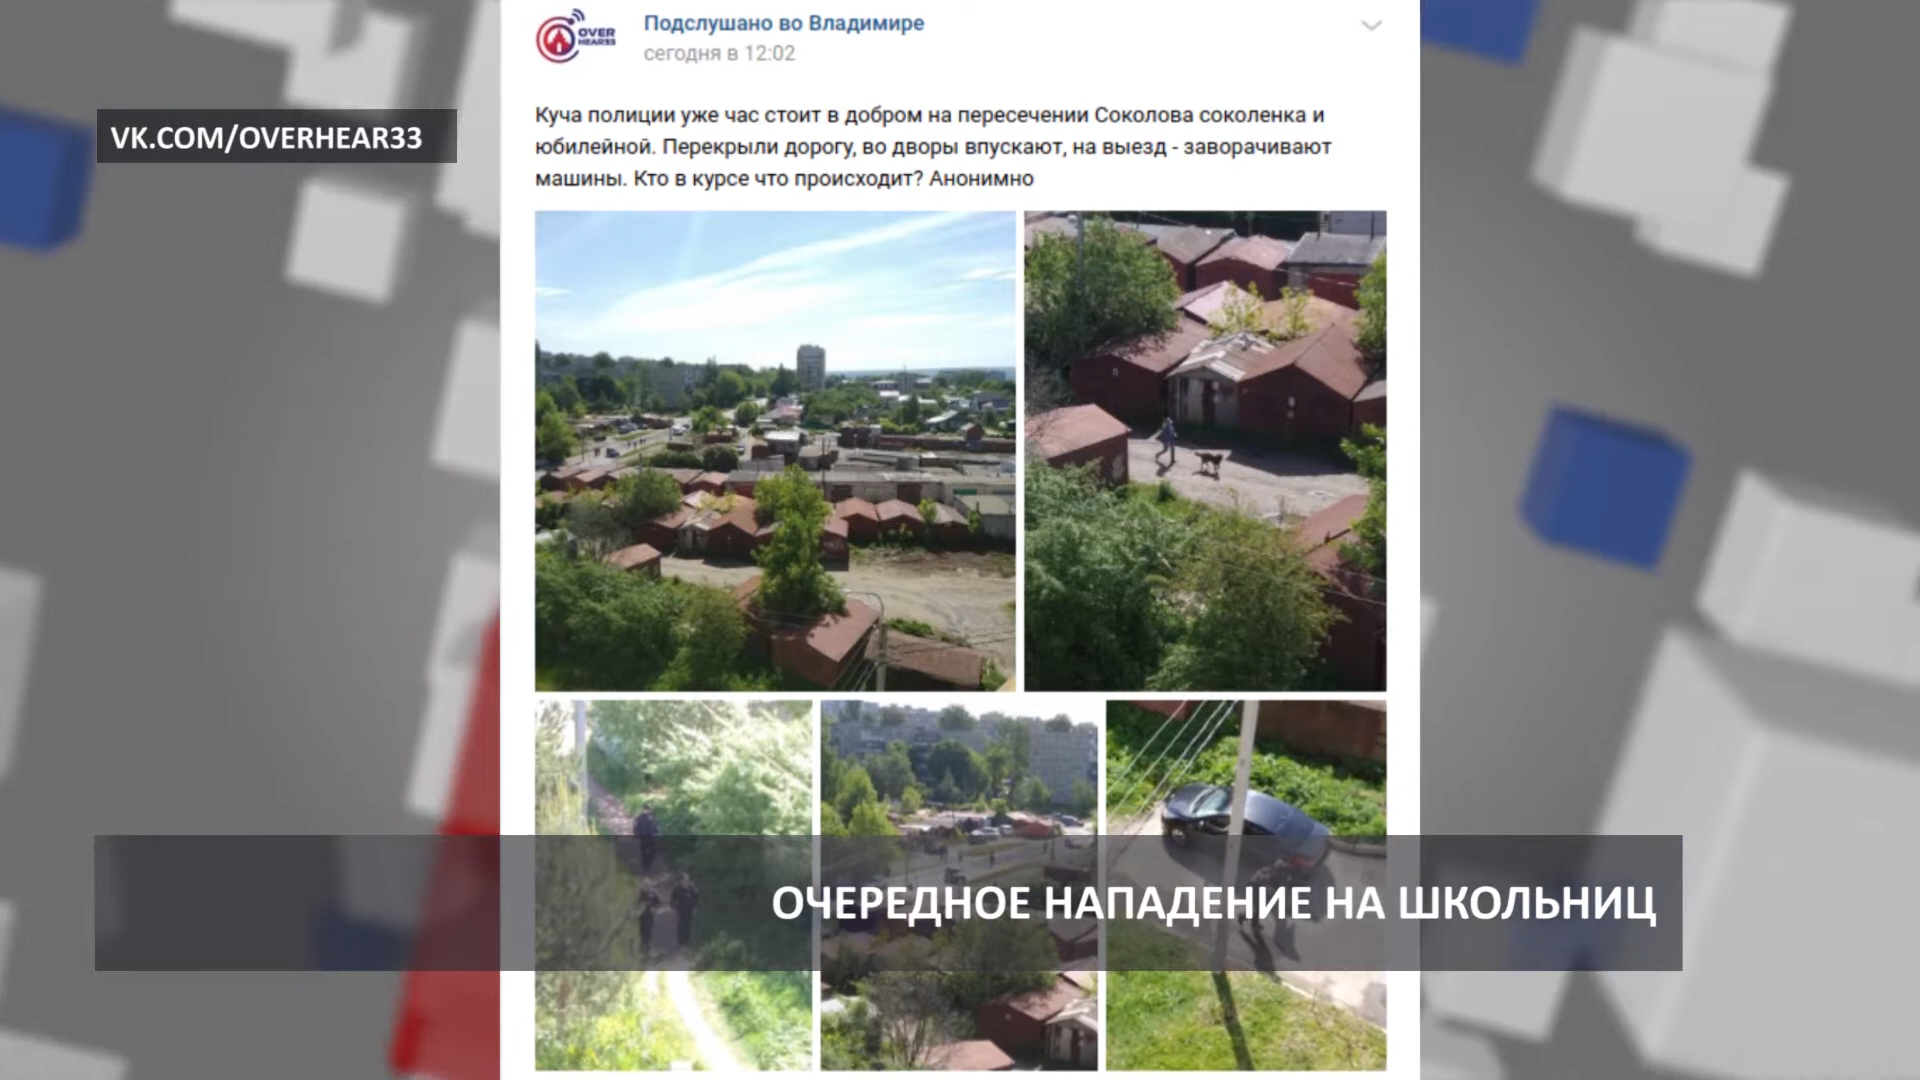 OVER
HEAR33
Подслушано во Владимире
сегодня в 12:02
VK.COM/OVERHEAR33
Куча полиции уже час стоит в добром на пересечении Соколова соколенка и
юбилейной. Перекрыли дорогу, во дворы впускают, на выезд - заворачивают
машины. Кто в курсе что происходит? Анонимно
ОЧЕРЕДНОЕ НАПАДЕНИЕ НА ШКОЛЬНИЦ